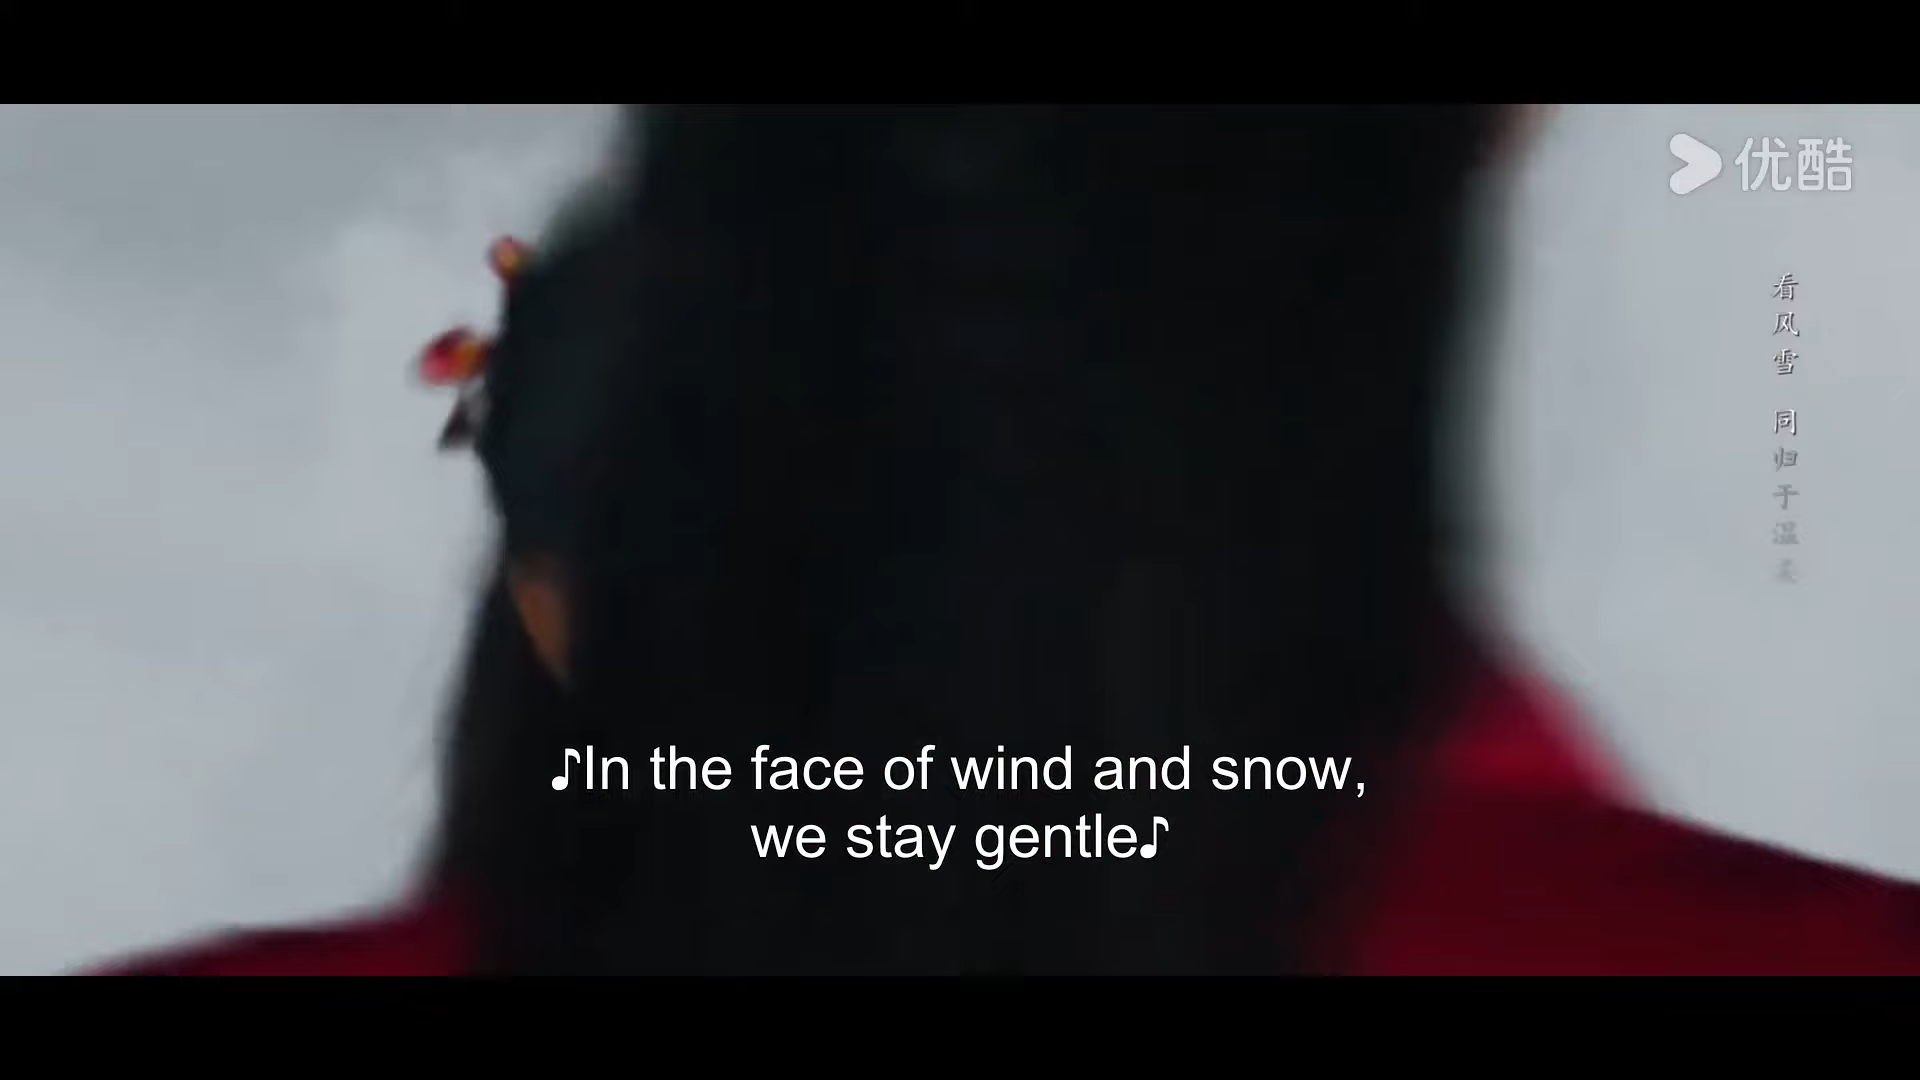 优酷
看风雪 同归于温柔
♪In the face of wind and snow,
we stay gentle♪